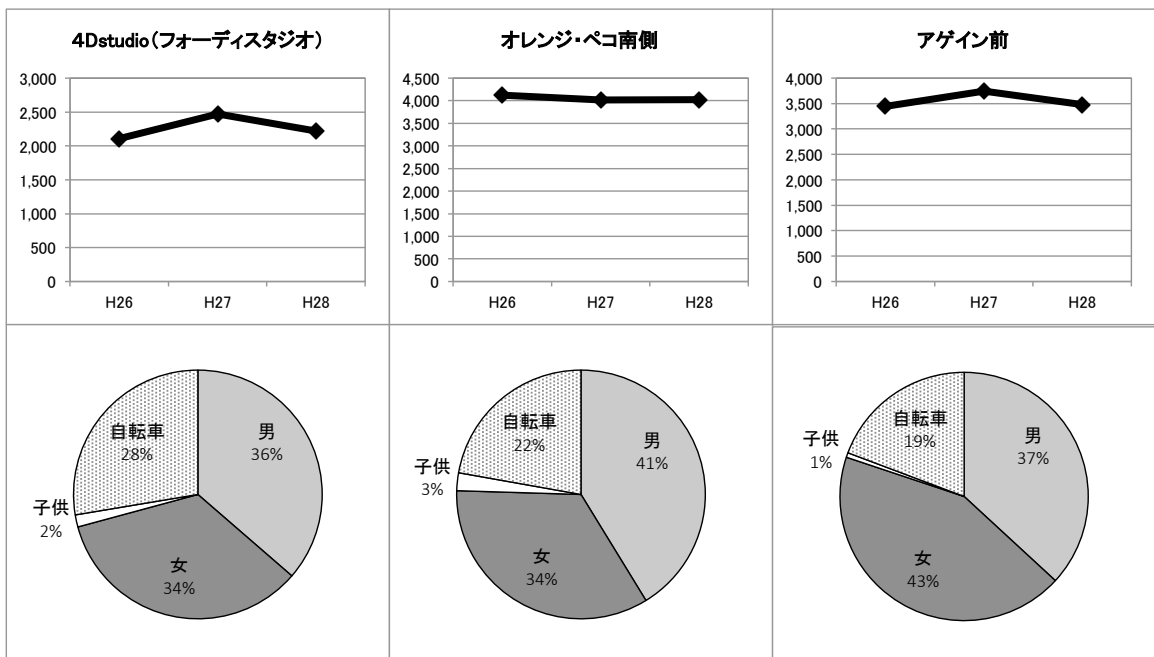 4Dstudio(フォーディスタジオ)
3,000
2,500
2,000
1,500
1,000
500
0
H26 H27 H28
オレンジ・ペコ南側
4,500
4,000
3,500
3,000
2,500
2,000
1,500
1,000
500
0
H26 H27 H28
アゲイン前
4,000
3,500
3,000
2,500
2,000
1,500
1,000
500
0
H26 H27 H28
男
36%
女
34%
子供
2%
自転車
28%
男
41%
女
34%
子供
3%
自転車
22%
男
37%
女
43%
子供
1%
自転車
19%